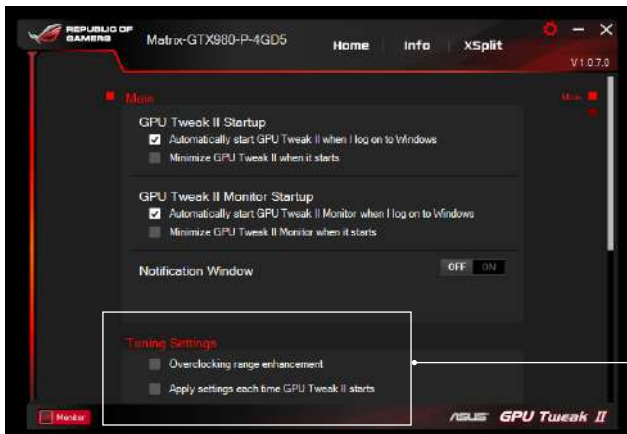 REPUBLIC OF
GAMERS
Matrix-GTX980-P-4GD5
Home Info XSplit
V 1.0.7.0
Main
Main
GPU Tweak II Startup
Automatically start GPU Tweak II when I log on to Windows
Minimize GPU Tweak II when it starts
GPU Tweak II Monitor Startup
Automatically start GPU Tweak II Monitor when I log on to Windows
Minimize GPU Tweak II Monitor when it starts
Notification Window
OFF ON
Tuning Settings
Overclocking range enhancement
Apply settings each time GPU Tweak II starts
Monitor
ASUS GPU Tweak II